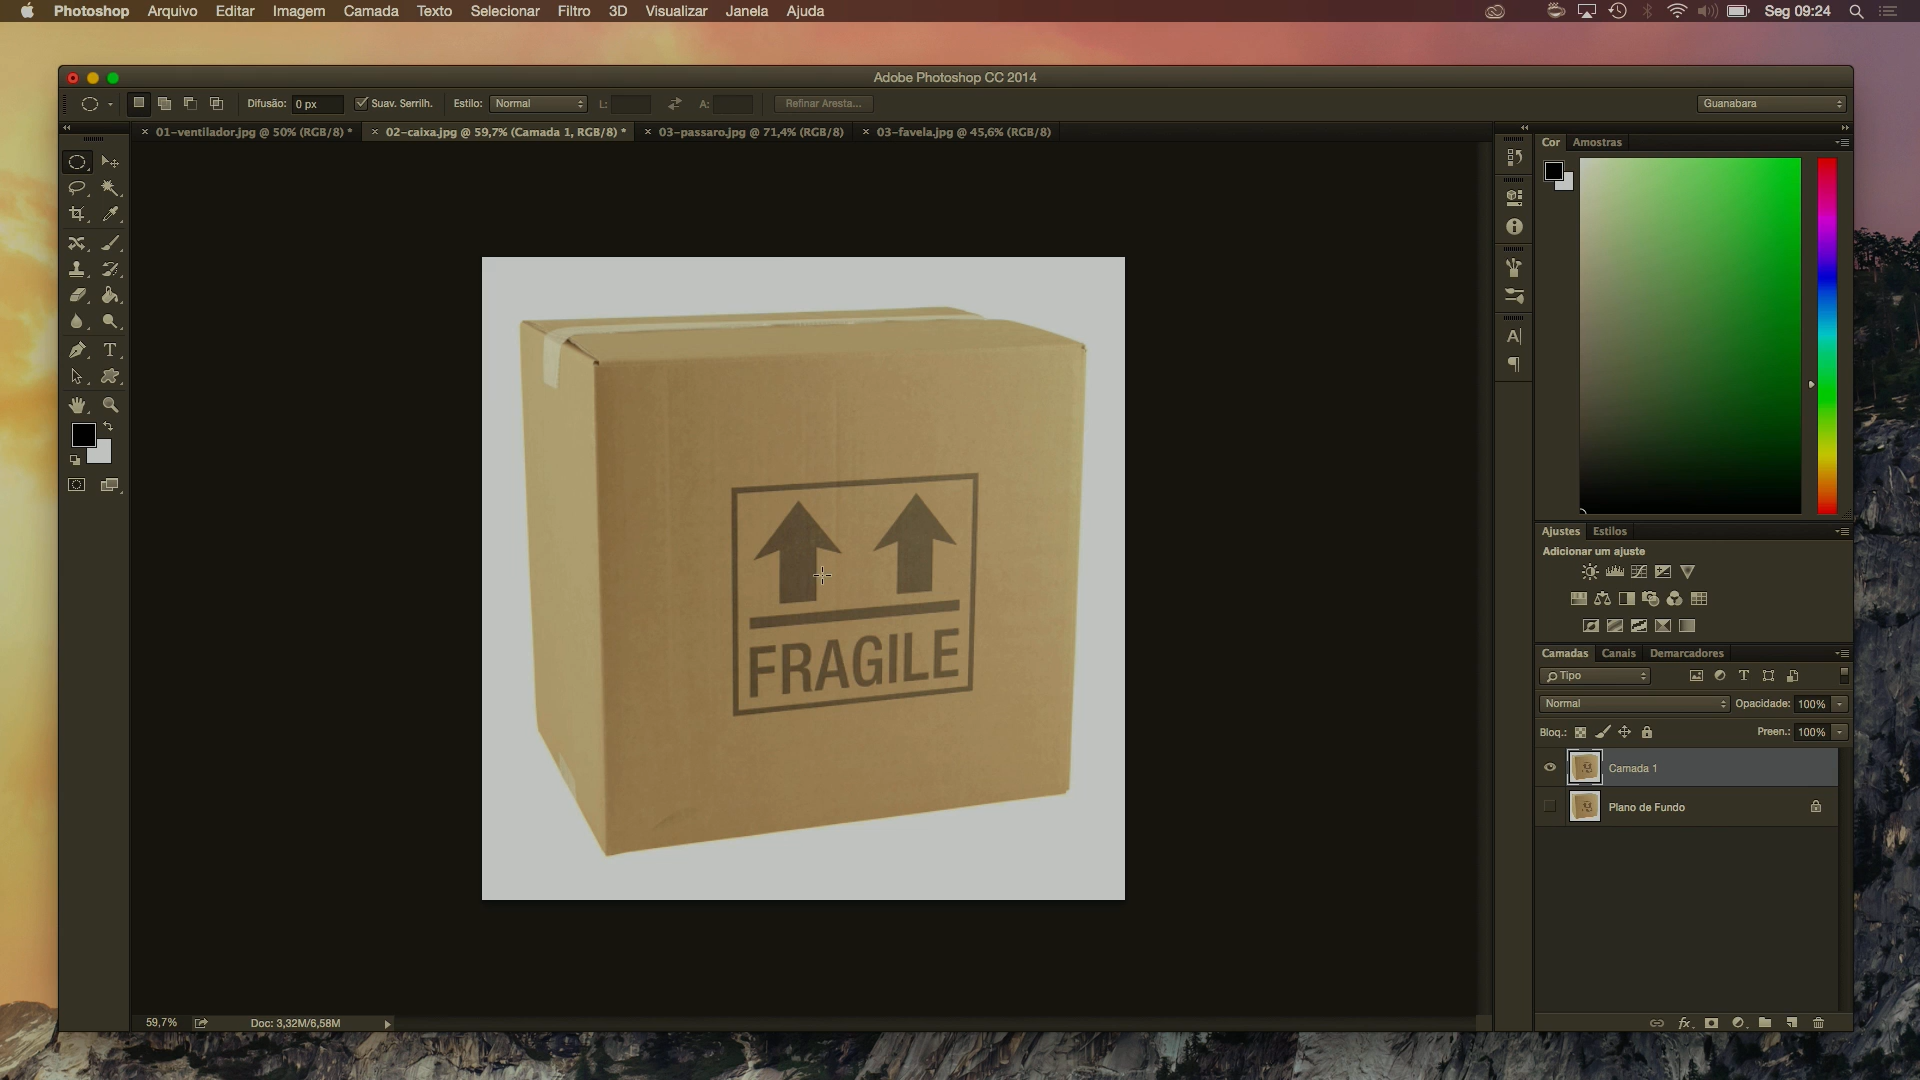 Photoshop Arquivo Editar Imagem Camada Texto Selecionar Filtro 3D Visualizar Janela Ajuda Seg 09:24
Adobe Photoshop CC 2014
Difusão: 0 px Suav. Serrilh. Estilo: Normal L: A: Refinar Aresta... Guanabara
01-ventilador.jpg @ 50% (RGB/8) * 02-caixa.jpg @ 59,7% (Camada 1, RGB/8) * 03-passaro.jpg @ 71,4% (RGB/8) 03-favela.jpg @ 45,6% (RGB/8)
Cor Amostras
FRAGILE
Ajustes Estilos
Adicionar um ajuste
Camadas Canais Demarcadores
Tipo
Normal Opacidade: 100%
Bloq.: Preen.: 100%
Camada 1
Plano de Fundo
59,7% Doc: 3,32M/6,58M